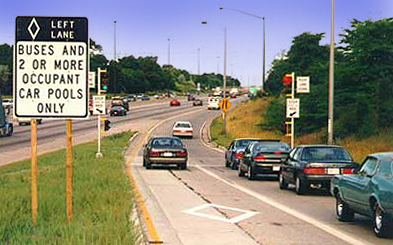 LEFT
LANE
BUSES AND
2 OR MORE
OCCUPANT
CAR POOLS
ONLY